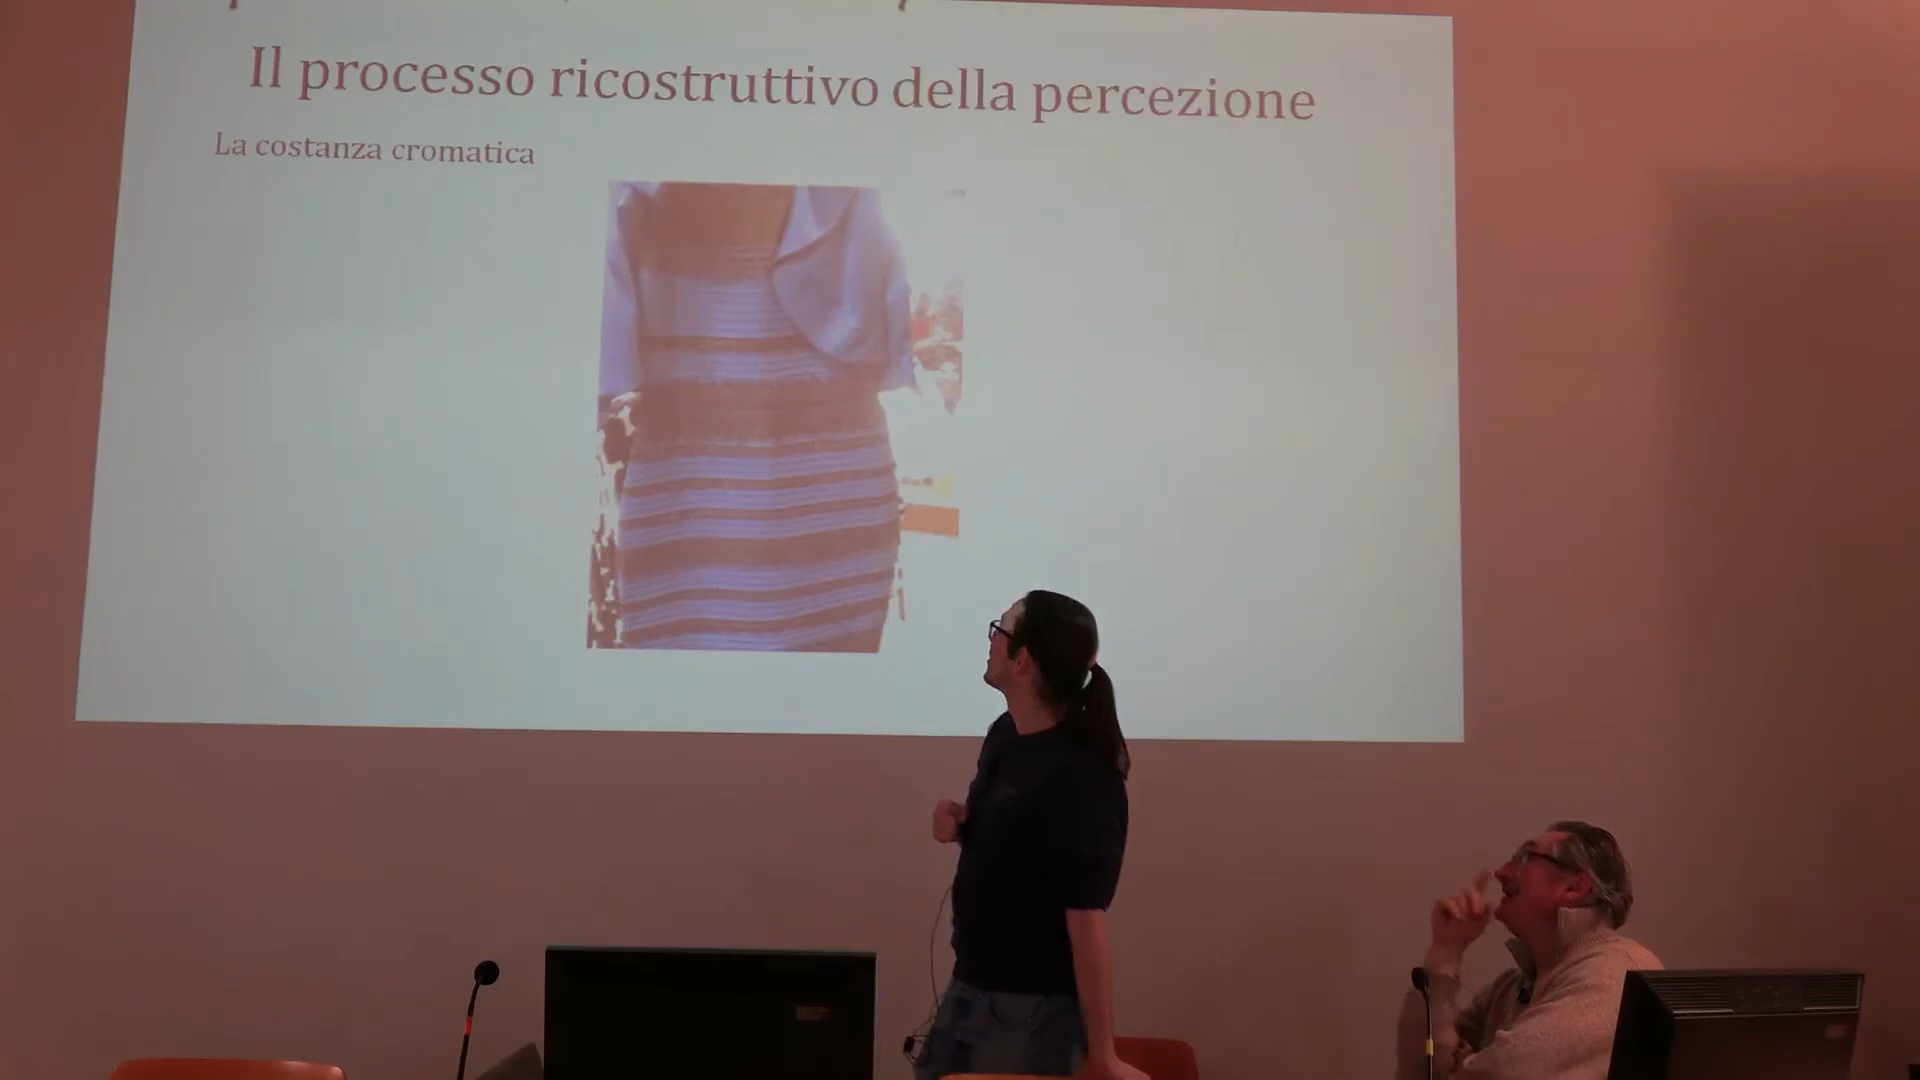 Il processo ricostruttivo della percezione
La costanza cromatica